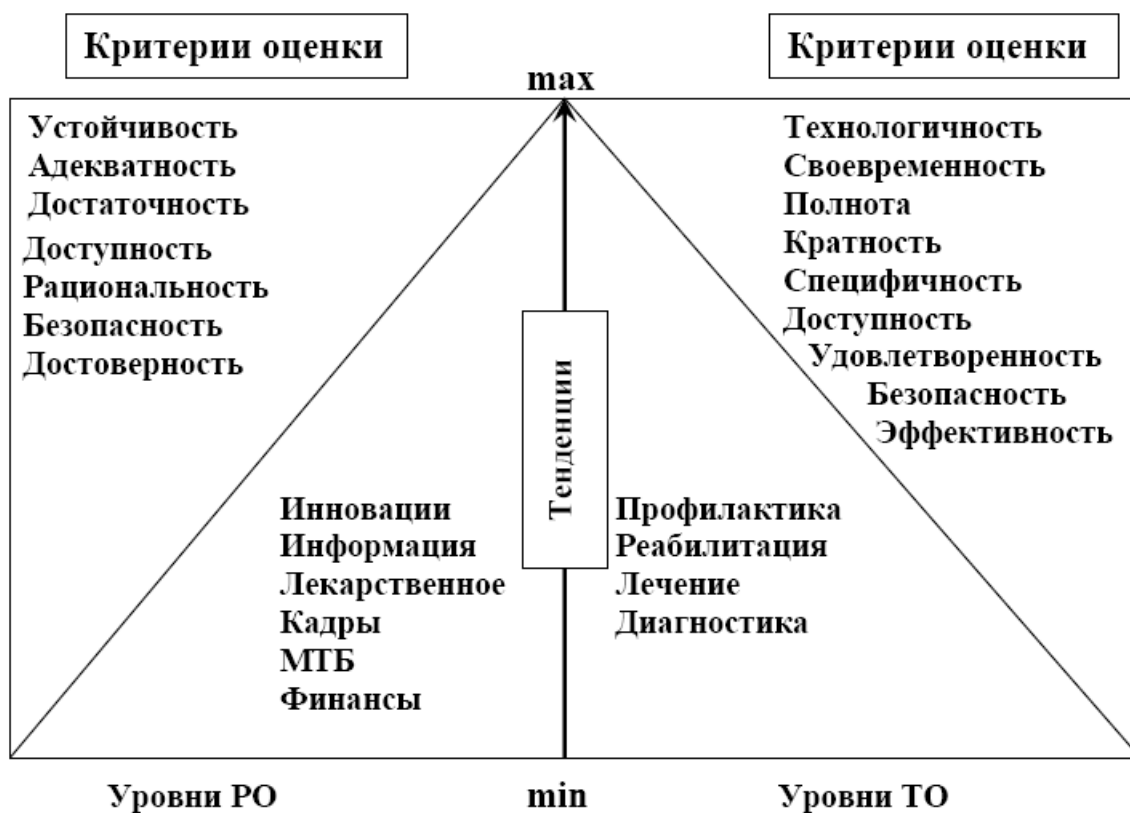 Критерии оценки
Критерии оценки
max
Устойчивость
Адекватность
Достаточность
Доступность
Рациональность
Безопасность
Достоверность
Технологичность
Своевременность
Полнота
Кратность
Специфичность
Доступность
Удовлетворенность
Безопасность
Эффективность
Тенденции
Инновации
Информация
Лекарственное
Кадры
МТБ
Финансы
Профилактика
Реабилитация
Лечение
Диагностика
Уровни РО
min
Уровни ТО